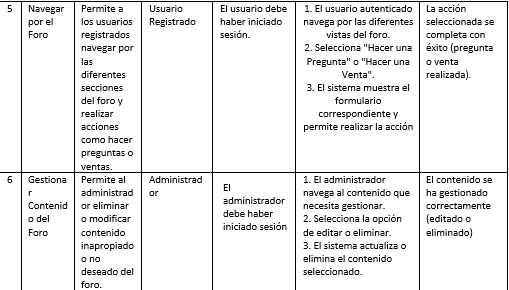 5
Navegar
por el
Foro
Permite a
los usuarios
registrados
navegar por
las
diferentes
secciones
del foro y
realizar
acciones
como hacer
preguntas o
ventas.
Usuario
Registrado
El usuario debe
haber iniciado
sesión.
1. El usuario autenticado
navega por las diferentes
vistas del foro.
2. Selecciona "Hacer una
Pregunta" o "Hacer una
Venta".
3. El sistema muestra el
formulario
correspondiente y
permite realizar la acción
La acción
seleccionada se
completa con
éxito (pregunta
o venta
realizada).
6
Gestiona
r
Contenid
o del
Foro
Permite al
administrad
or eliminar
o modificar
contenido
inapropiado
o no
deseado del
foro.
Administrad
or
El
administrador
debe haber
iniciado sesión
1. El administrador
navega al contenido que
necesita gestionar.
2. Selecciona la opción
de editar o eliminar.
3. El sistema actualiza o
elimina el contenido
seleccionado.
El contenido se
ha gestionado
correctamente
(editado o
eliminado)